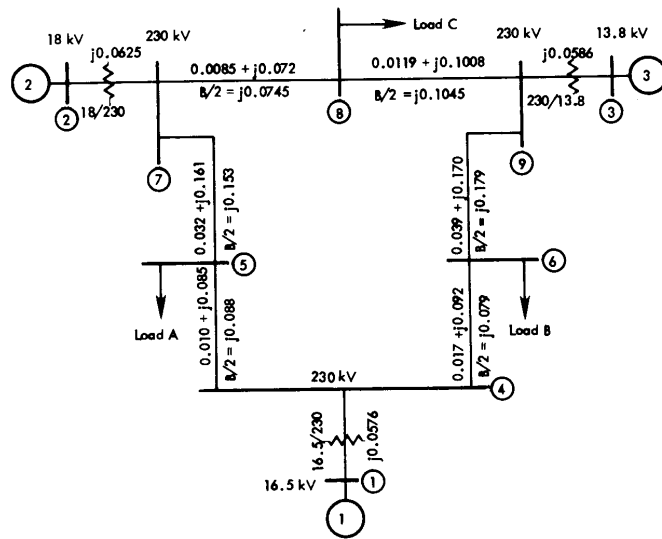 Load C
18 kV
j0.0625
230 kV
0.0085 + j0.072
0.0119 + j0.1008
230 kV
j0.0586
13.8 kV
2
18/230
2
B/2 = j0.0745
8
B/2 = j0.1045
230/13.8
3
3
7
9
0.032 + j0.161
B/2 = j0.153
0.039 + j0.170
B/2 = j0.179
5
6
Load A
0.010 + j0.085
B/2 = j0.088
0.017 + j0.092
B/2 = j0.079
Load B
230 kV
4
16.5/230
j0.0576
16.5 kV
1
1